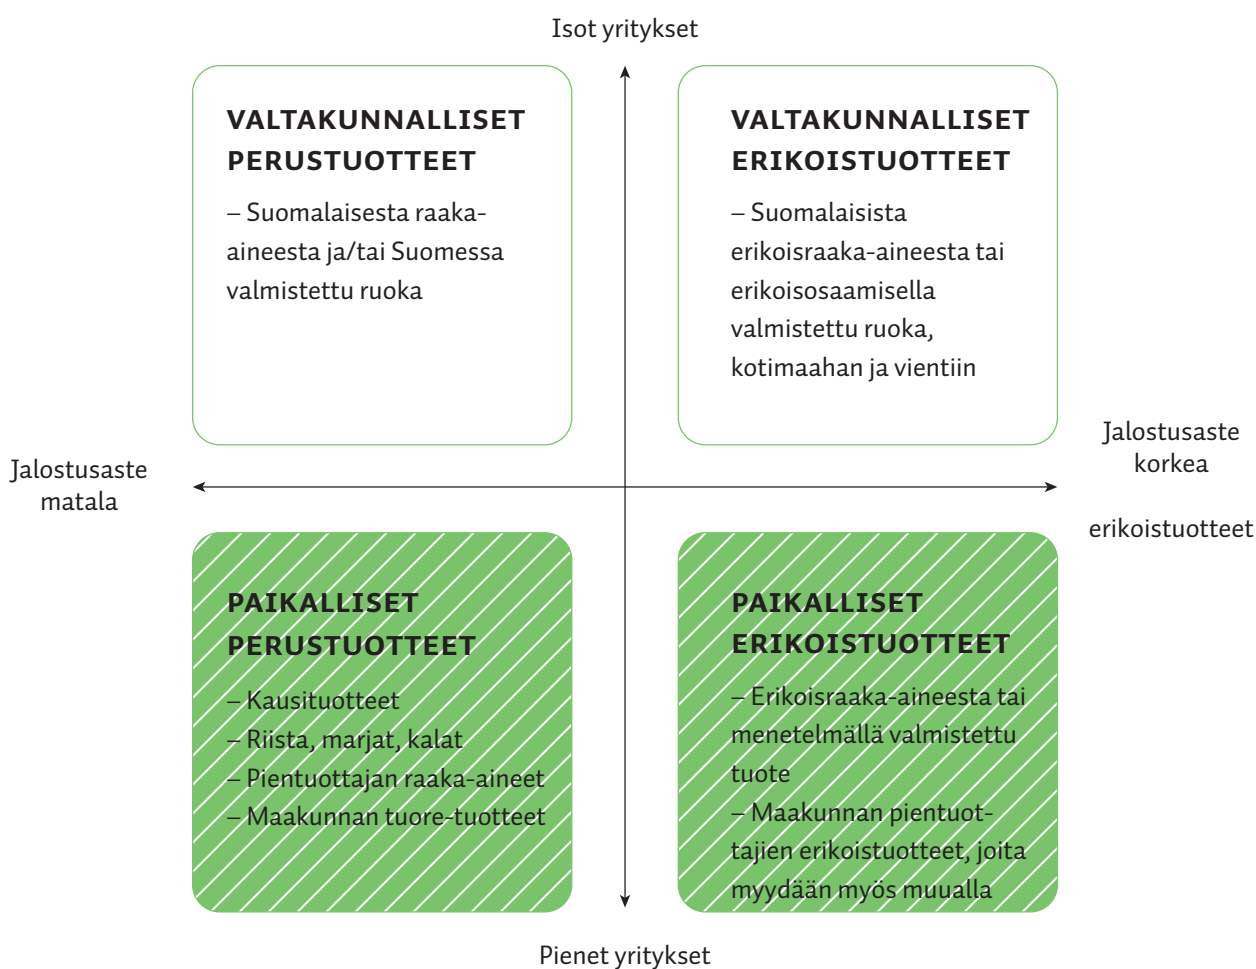 Isot yritykset
VALTAKUNNALLISET
PERUSTUOTTEET
– Suomalaisesta raaka-
aineesta ja/tai Suomessa
valmistettu ruoka
VALTAKUNNALLISET
ERIKOISTUOTTEET
– Suomalaisista
erikoisraaka-aineesta tai
erikoisosaamisella
valmistettu ruoka,
kotimaahan ja vientiin
Jalostusaste
matala
Jalostusaste
korkea
erikoistuotteet
PAIKALLISET
PERUSTUOTTEET
– Kausituotteet
– Riista, marjat, kalat
– Pientuottajan raaka-aineet
– Maakunnan tuore-tuotteet
PAIKALLISET
ERIKOISTUOTTEET
– Erikoisraaka-aineesta tai
menetelmällä valmistettu
tuote
– Maakunnan pientuot-
tajien erikoistuotteet, joita
myydään myös muualla
Pienet yritykset